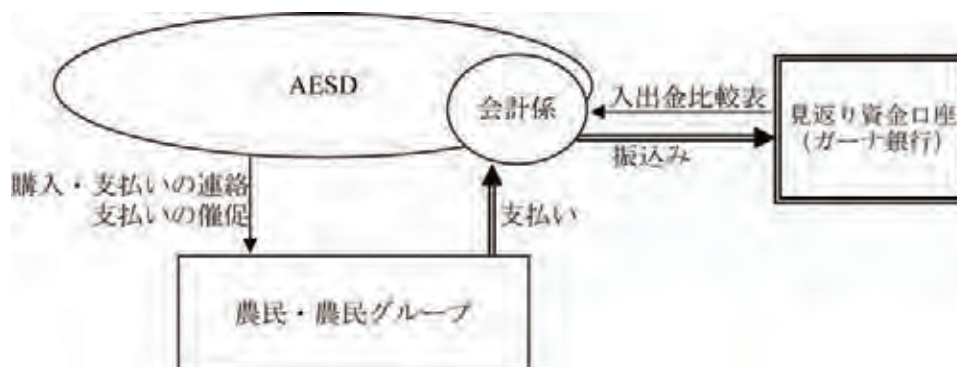 AESD
会計係
入出金比較表
振込み
見返り資金口座
(ガーナ銀行)
購入・支払いの連絡
支払いの催促
支払い
農民・農民グループ